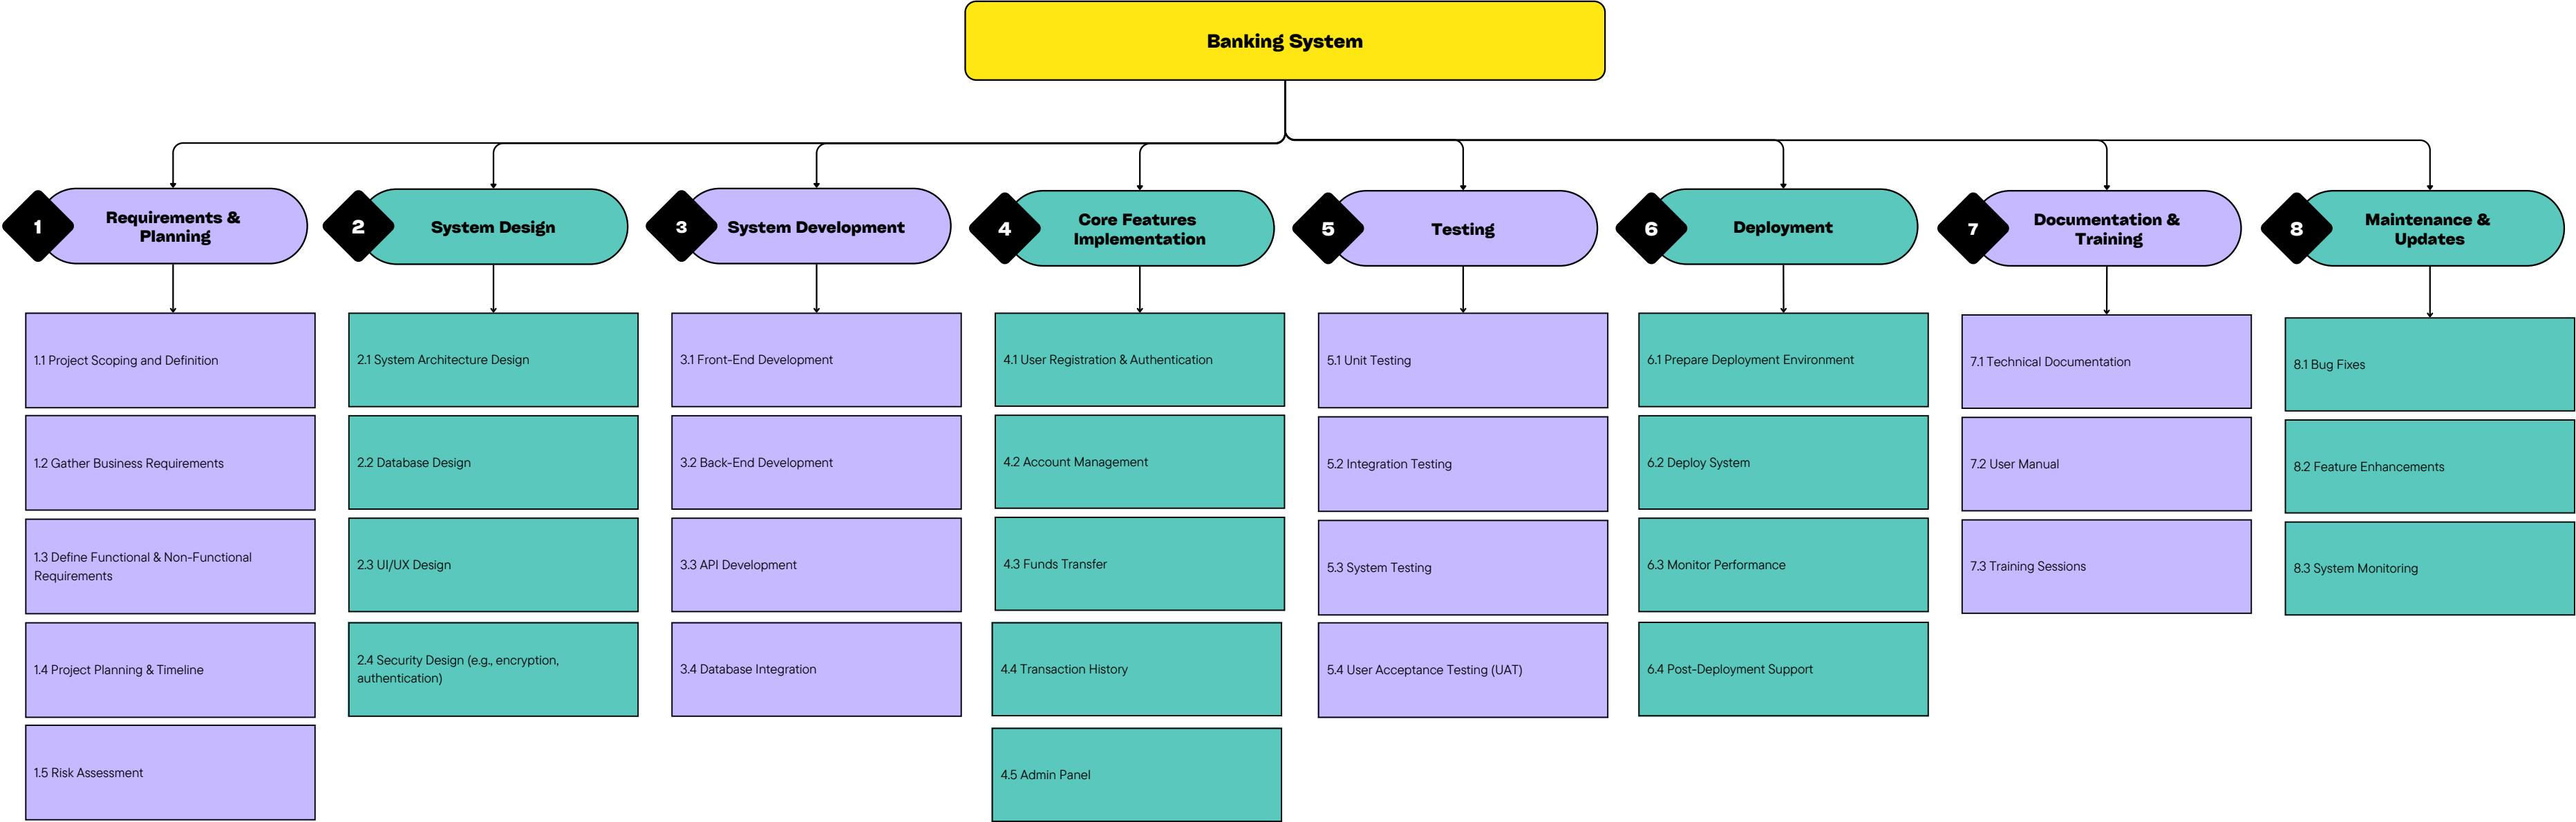 Banking System
1
Requirements &
Planning
1.1 Project Scoping and Definition
1.2 Gather Business Requirements
1.3 Define Functional & Non-Functional
Requirements
1.4 Project Planning & Timeline
1.5 Risk Assessment
2
System Design
2.1 System Architecture Design
2.2 Database Design
2.3 UI/UX Design
2.4 Security Design (e.g., encryption,
authentication)
3
System Development
3.1 Front-End Development
3.2 Back-End Development
3.3 API Development
3.4 Database Integration
4
Core Features
Implementation
4.1 User Registration & Authentication
4.2 Account Management
4.3 Funds Transfer
4.4 Transaction History
4.5 Admin Panel
5
Testing
5.1 Unit Testing
5.2 Integration Testing
5.3 System Testing
5.4 User Acceptance Testing (UAT)
6
Deployment
6.1 Prepare Deployment Environment
6.2 Deploy System
6.3 Monitor Performance
6.4 Post-Deployment Support
7
Documentation &
Training
7.1 Technical Documentation
7.2 User Manual
7.3 Training Sessions
8
Maintenance &
Updates
8.1 Bug Fixes
8.2 Feature Enhancements
8.3 System Monitoring